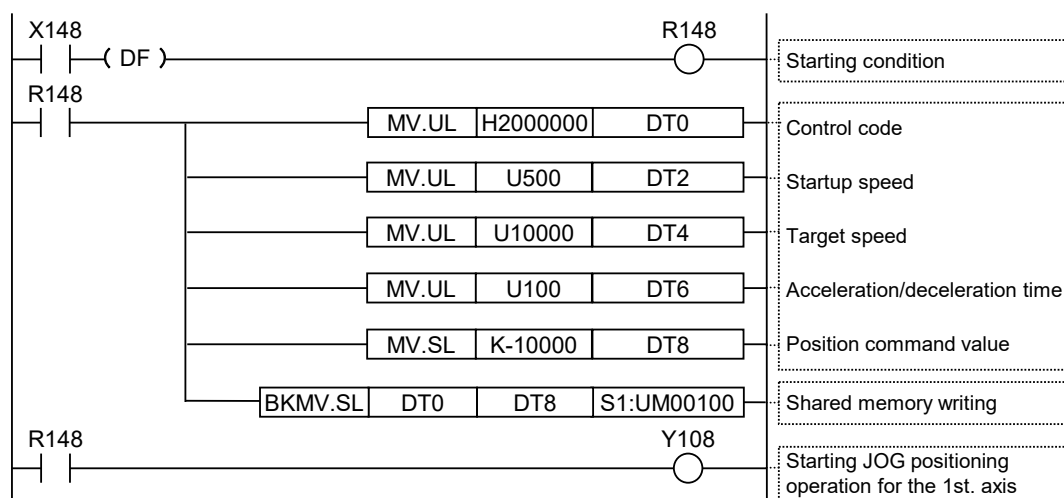 X148 R148
( DF ) Starting condition
R148
MV.UL H2000000 DT0 Control code
MV.UL U500 DT2 Startup speed
MV.UL U10000 DT4 Target speed
MV.UL U100 DT6 Acceleration/deceleration time
MV.SL K-10000 DT8 Position command value
BKMV.SL DT0 DT8 S1:UM00100 Shared memory writing
R148 Y108
Starting JOG positioning
operation for the 1st. axis